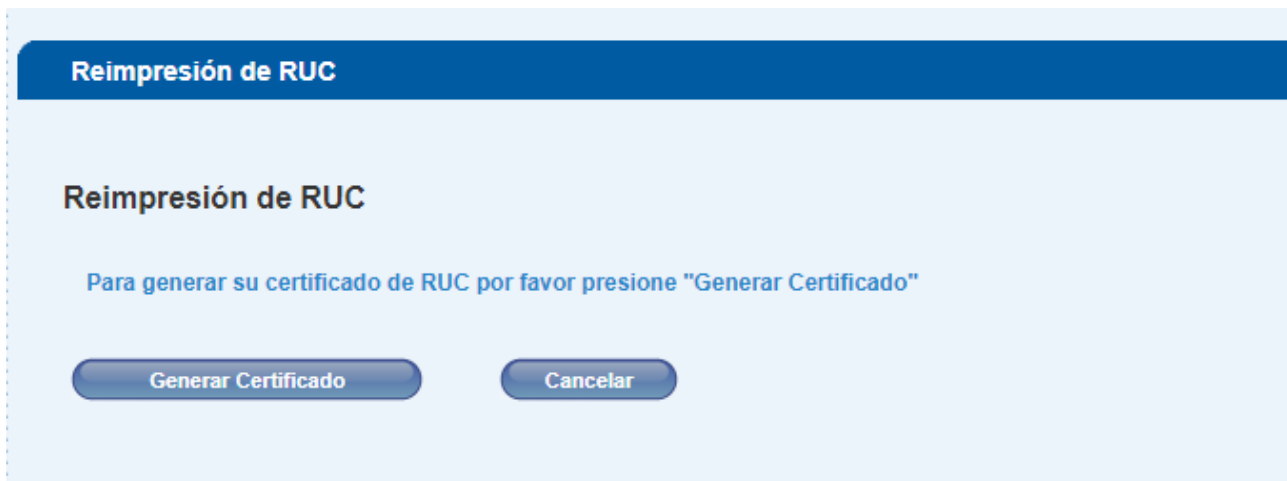 Reimpresión de RUC
Reimpresión de RUC
Para generar su certificado de RUC por favor presione "Generar Certificado"
Generar Certificado
Cancelar